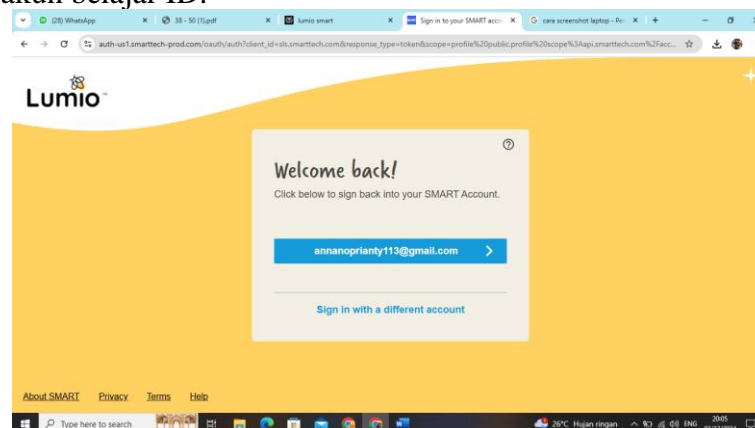 akun belajar ID.
(28) WhatsApp
38 - 50 (1).pdf
lumio smart
Sign in to your SMART acco
cara screenshot laptop - Pe
auth-us1.smarttech-prod.com/oauth/auth?client_id=sls.smarttech.com&response_type=token&scope=profile%20public.profile%20scope%3Aapi.smarttech.com%2Facc...
Lumio
Welcome back!
Click below to sign back into your SMART Account.
annanoprianty113@gmail.com
Sign in with a different account
About SMART Privacy Terms Help
Type here to search
26°C Hujan ringan
ENG
20:05